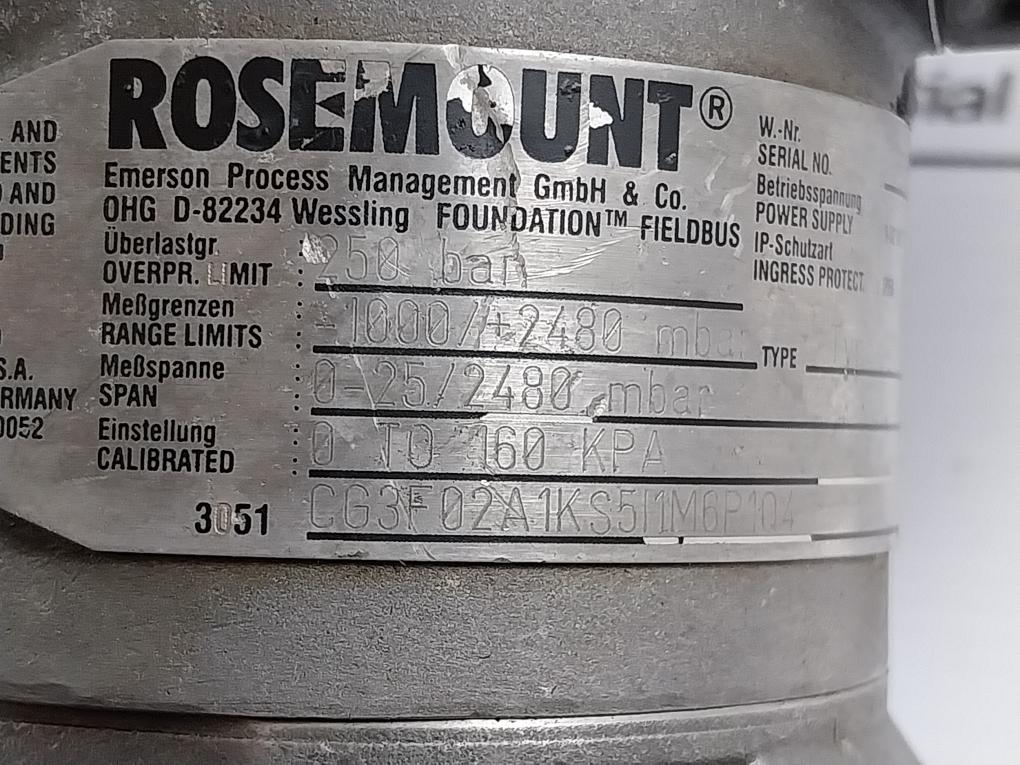 AND
ENTS
AND
DING
S.A.
RMANY
0052
ROSEMOUNT®
Emerson Process Management GmbH & Co.
OHG D-82234 Wessling FOUNDATION™ FIELDBUS
Überlastgr.
OVERPR. LIMIT : 250 bar
Meßgrenzen
RANGE LIMITS : -1000/+2480 mbar
Meßspanne
SPAN : 0-25/2480 mbar
Einstellung
CALIBRATED : 0 TO 160 KPA
3051 CG3F02A1KS5I1M6P104
W.-Nr.
SERIAL NO.
Betriebsspannung
POWER SUPPLY
IP-Schutzart
INGRESS PROTECT.
TYPE